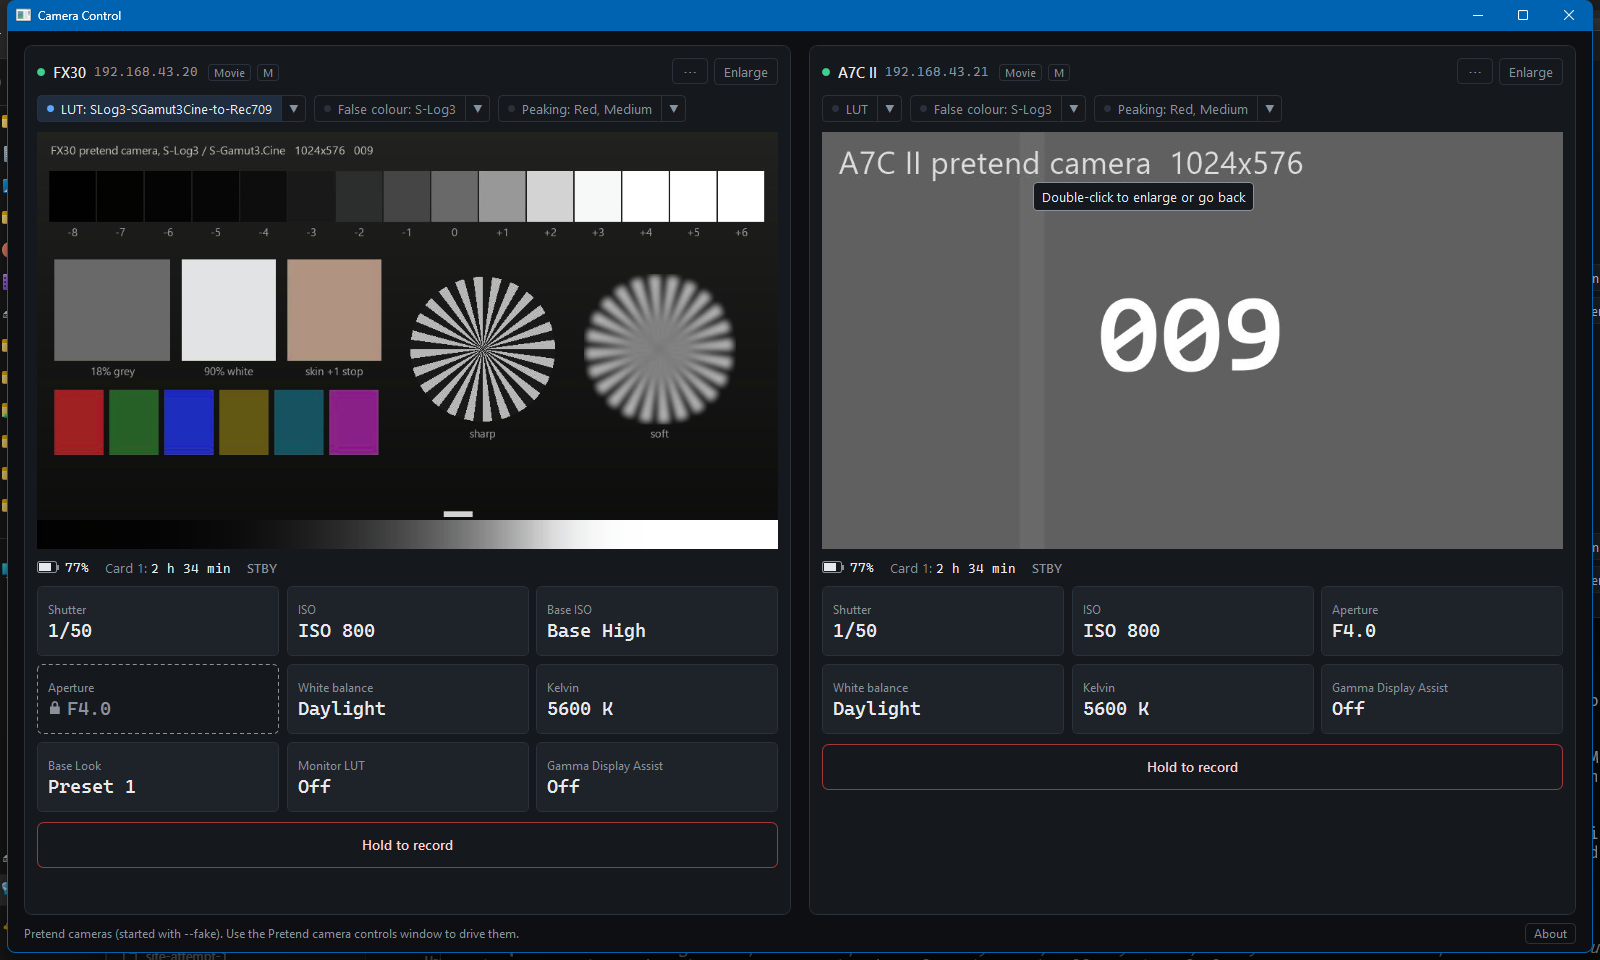 Camera Control
FX30 192.168.43.20 Movie M ··· Enlarge
LUT: SLog3-SGamut3Cine-to-Rec709 ▼ False colour: S-Log3 ▼ Peaking: Red, Medium ▼
FX30 pretend camera, S-Log3 / S-Gamut3.Cine 1024x576 009
-8 -7 -6 -5 -4 -3 -2 -1 0 +1 +2 +3 +4 +5 +6
18% grey 90% white skin +1 stop
sharp soft
77% Card 1: 2 h 34 min STBY
Shutter ISO Base ISO
1/50 ISO 800 Base High
Aperture White balance Kelvin
F4.0 Daylight 5600 K
Base Look Monitor LUT Gamma Display Assist
Preset 1 Off Off
Hold to record
A7C II 192.168.43.21 Movie M ··· Enlarge
LUT ▼ False colour: S-Log3 ▼ Peaking: Red, Medium ▼
A7C II pretend camera 1024x576
Double-click to enlarge or go back
009
77% Card 1: 2 h 34 min STBY
Shutter ISO Aperture
1/50 ISO 800 F4.0
White balance Kelvin Gamma Display Assist
Daylight 5600 K Off
Hold to record
Pretend cameras (started with --fake). Use the Pretend camera controls window to drive them.
About